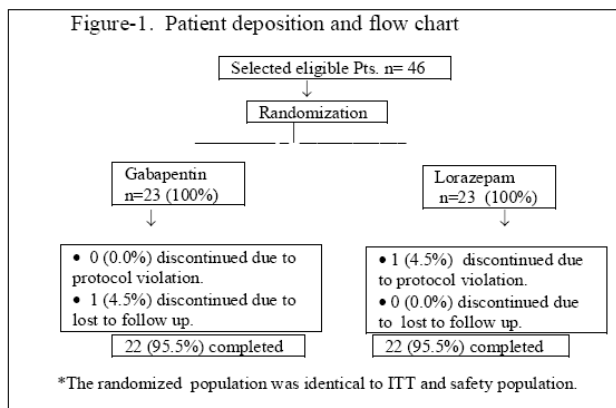 Figure-1. Patient deposition and flow chart
Selected eligible Pts. n= 46
Randomization
Gabapentin
n=23 (100%)
Lorazepam
n=23 (100%)
• 0 (0.0%) discontinued due to
protocol violation.
• 1 (4.5%) discontinued due to
lost to follow up.
• 1 (4.5%) discontinued due
to protocol violation.
• 0 (0.0%) discontinued due
to lost to follow up.
22 (95.5%) completed
22 (95.5%) completed
*The randomized population was identical to ITT and safety population.